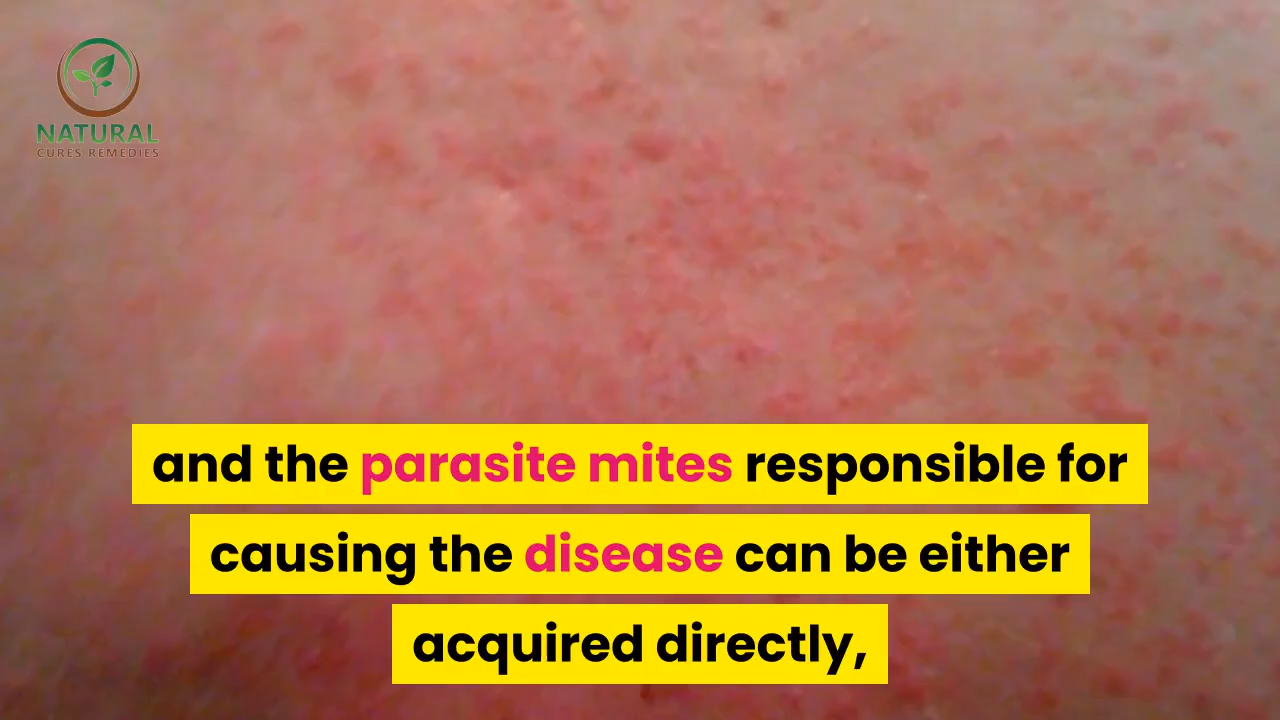 NATURAL
CURES REMEDIES
and the parasite mites responsible for
causing the disease can be either
acquired directly,